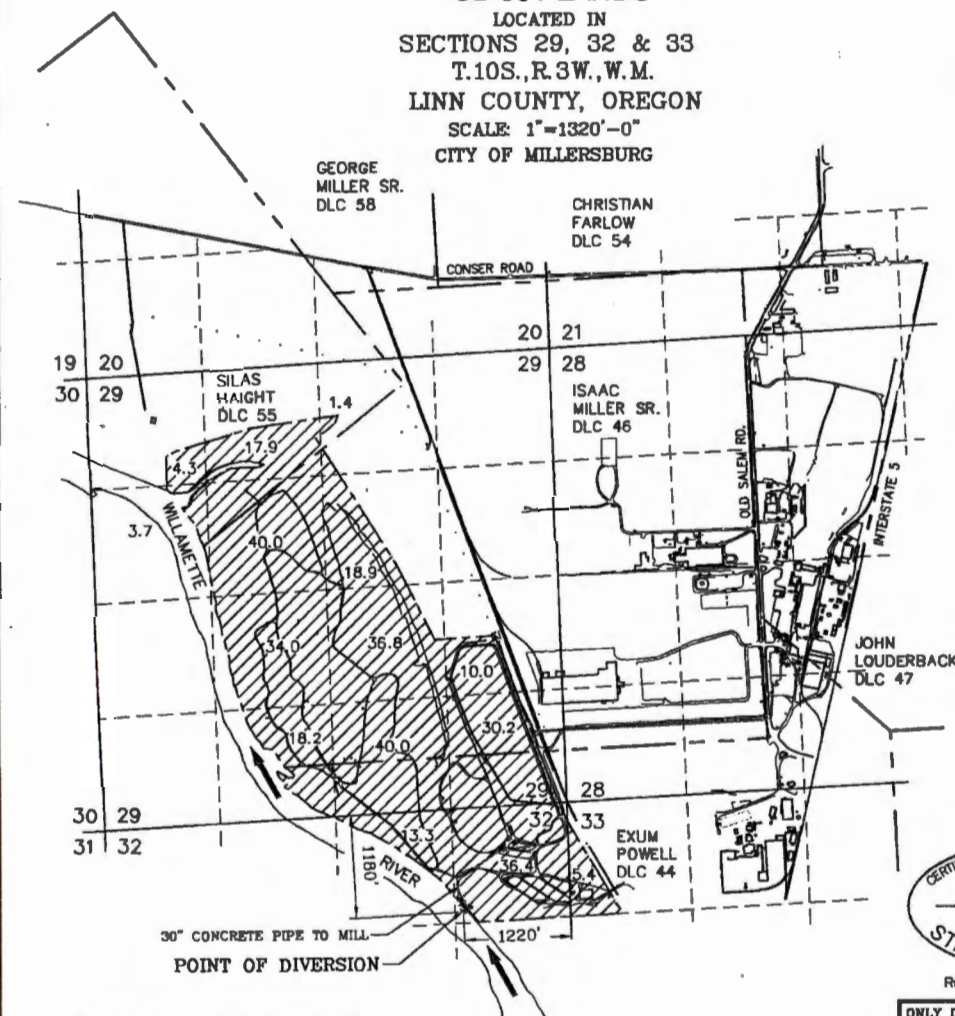 LOCATED IN
SECTIONS 29, 32 & 33
T.10S.,R.3W.,W.M.
LINN COUNTY, OREGON
SCALE: 1"=1320'-0"
CITY OF MILLERSBURG
GEORGE
MILLER SR.
DLC 58
CHRISTIAN
FARLOW
DLC 54
CONSER ROAD
20 21
29 28
19 20
30 29
SILAS
HAIGHT
DLC 55
1.4
ISAAC
MILLER SR.
DLC 46
OLD SALEM RD.
INTERSTATE 5
17.9
4.3
3.7
WILLAMETTE
40.0
18.9
34.0
36.8
10.0
JOHN
LOUDERBACK
DLC 47
30.2
18.2
40.0
29 28
32 33
30 29
31 32
13.3
EXUM
POWELL
DLC 44
36.4
5.4
RIVER
1180'
1220'
30" CONCRETE PIPE TO MILL
POINT OF DIVERSION